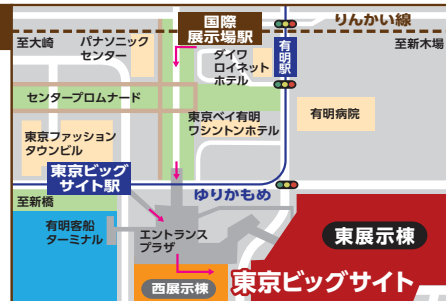 国際
展示場駅
りんかい線
至大崎
パナソニック
センター
ダイワ
ロイネット
ホテル
有明駅
至新木場
センタープロムナード
東京ベイ有明
ワシントンホテル
有明病院
東京ファッション
タウンビル
東京ビッグ
サイト駅
ゆりかもめ
至新橋
有明客船
ターミナル
エントランス
プラザ
東展示棟
西展示棟
東京ビッグサイト